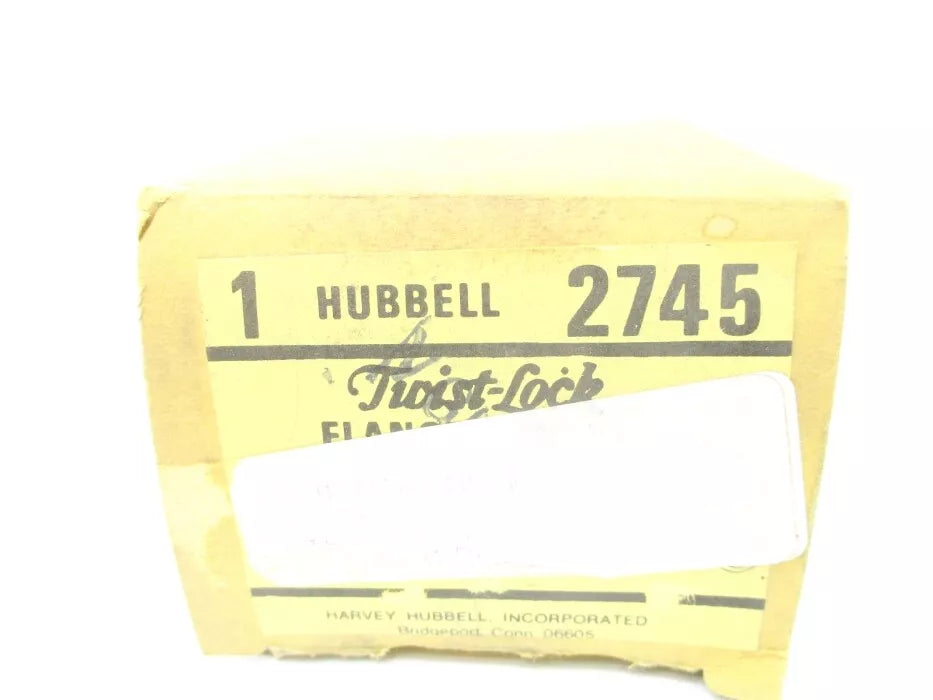 1 HUBBELL 2745
Twist-Lock
HARVEY HUBBELL, INCORPORATED
Bridgeport, Conn. 06605